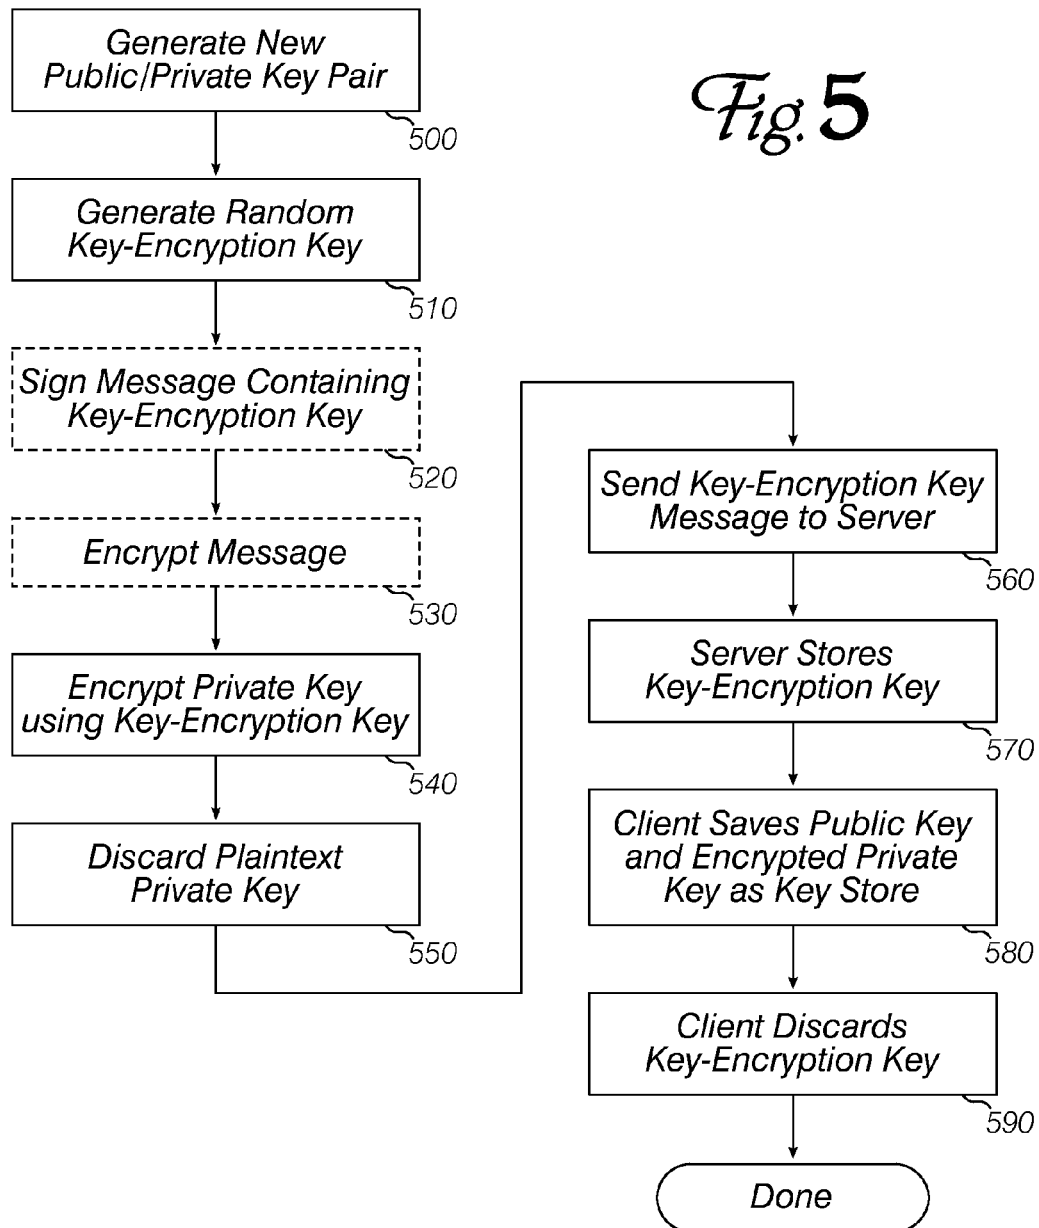 Generate New
Public/Private Key Pair
500
Generate Random
Key-Encryption Key
510
Sign Message Containing
Key-Encryption Key
520
Encrypt Message
530
Encrypt Private Key
using Key-Encryption Key
540
Discard Plaintext
Private Key
550
Fig. 5
Send Key-Encryption Key
Message to Server
560
Server Stores
Key-Encryption Key
570
Client Saves Public Key
and Encrypted Private
Key as Key Store
580
Client Discards
Key-Encryption Key
590
Done